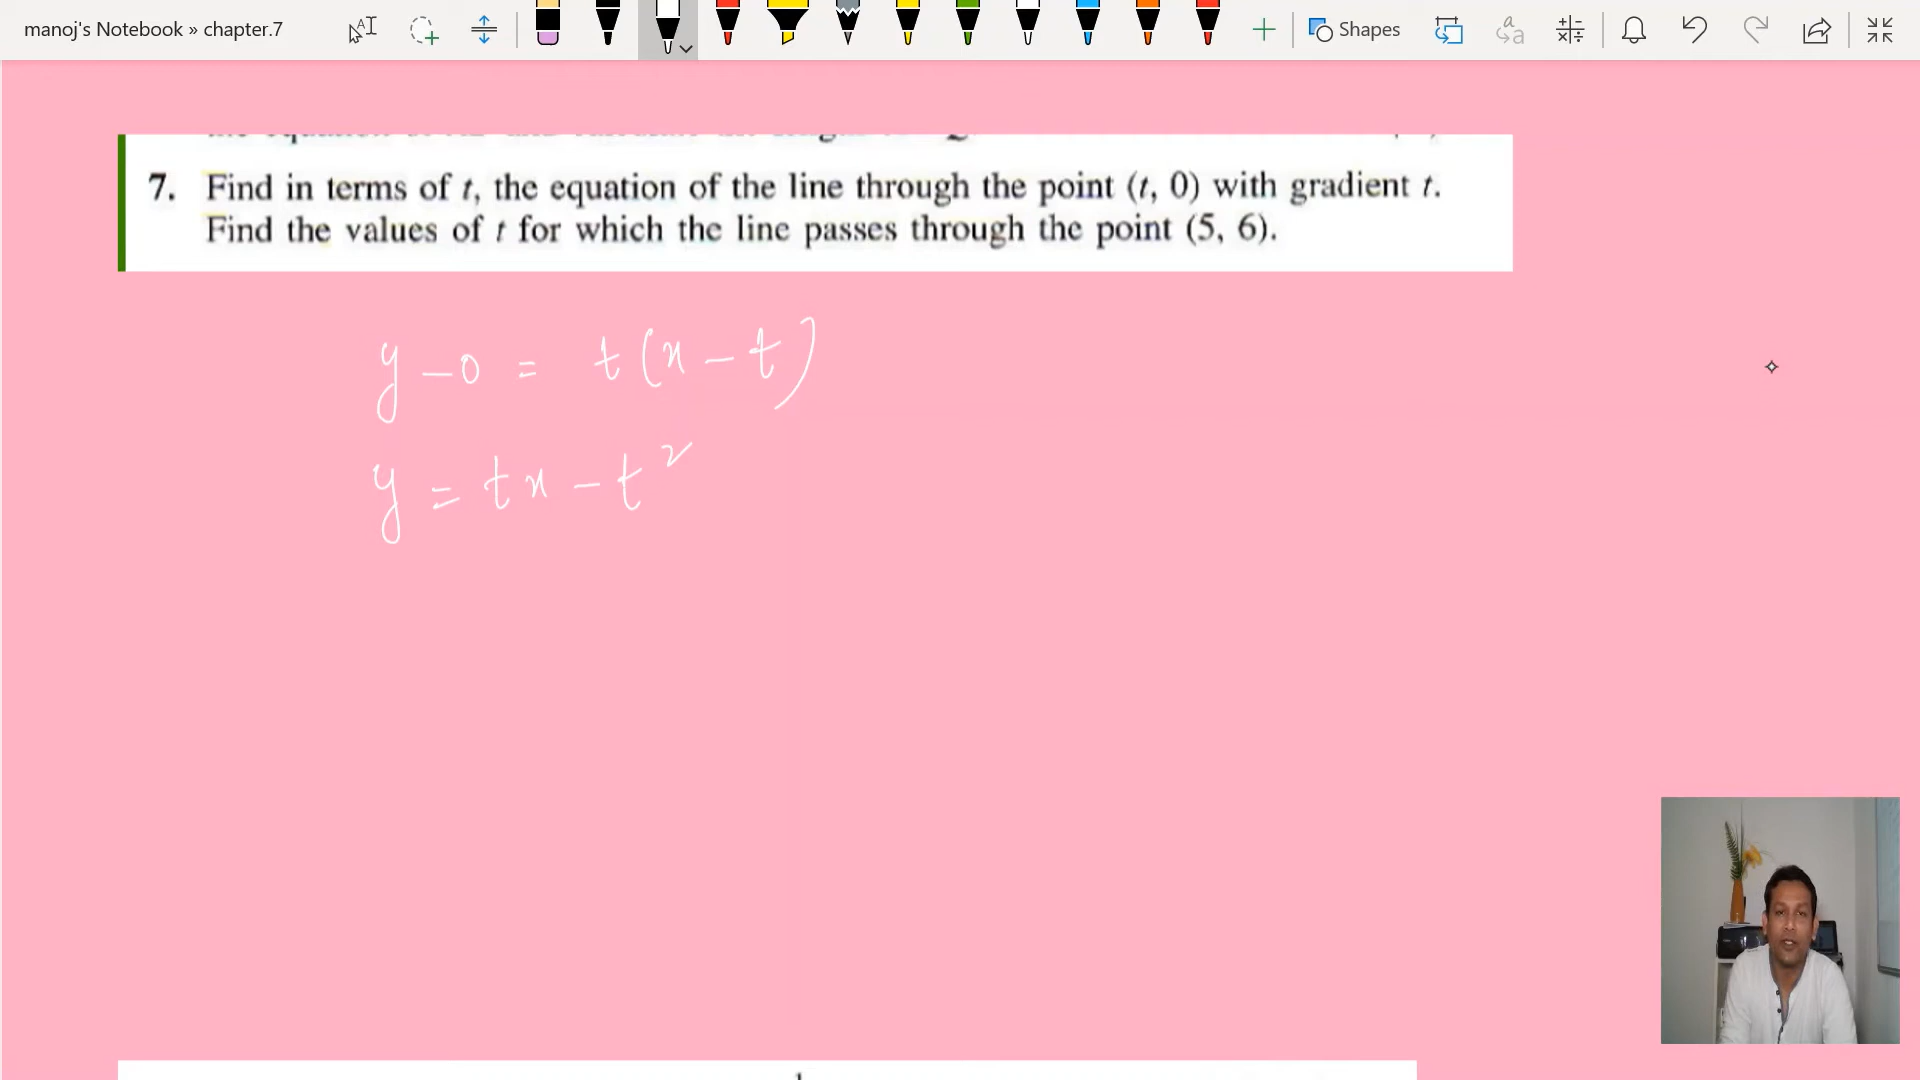 manoj's Notebook » chapter.7
Shapes
7. Find in terms of t, the equation of the line through the point (t, 0) with gradient t.
Find the values of t for which the line passes through the point (5, 6).
y - 0 = t(x - t)
y = tx - t²